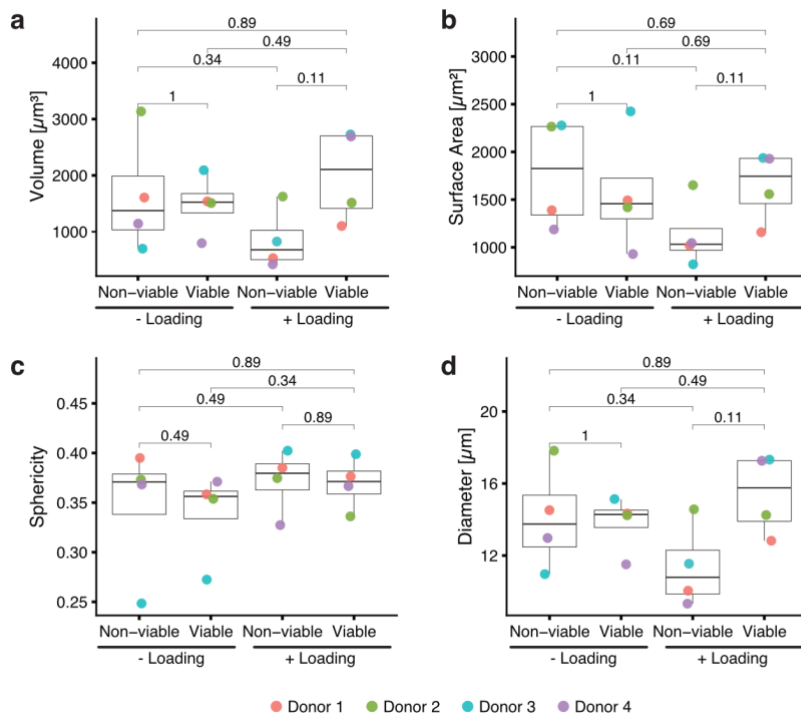 a
0.89
0.49
0.34
0.11
1
Volume [µm³]
4000
3000
2000
1000
Non−viable Viable Non−viable Viable
- Loading + Loading
b
0.69
0.69
0.11
0.11
1
Surface Area [µm²]
3000
2500
2000
1500
1000
Non−viable Viable Non−viable Viable
- Loading + Loading
c
0.89
0.34
0.49
0.89
0.49
Sphericity
0.45
0.40
0.35
0.30
0.25
Non−viable Viable Non−viable Viable
- Loading + Loading
d
0.89
0.49
0.34
0.11
1
Diameter [µm]
20
16
12
Non−viable Viable Non−viable Viable
- Loading + Loading
Donor 1 Donor 2 Donor 3 Donor 4